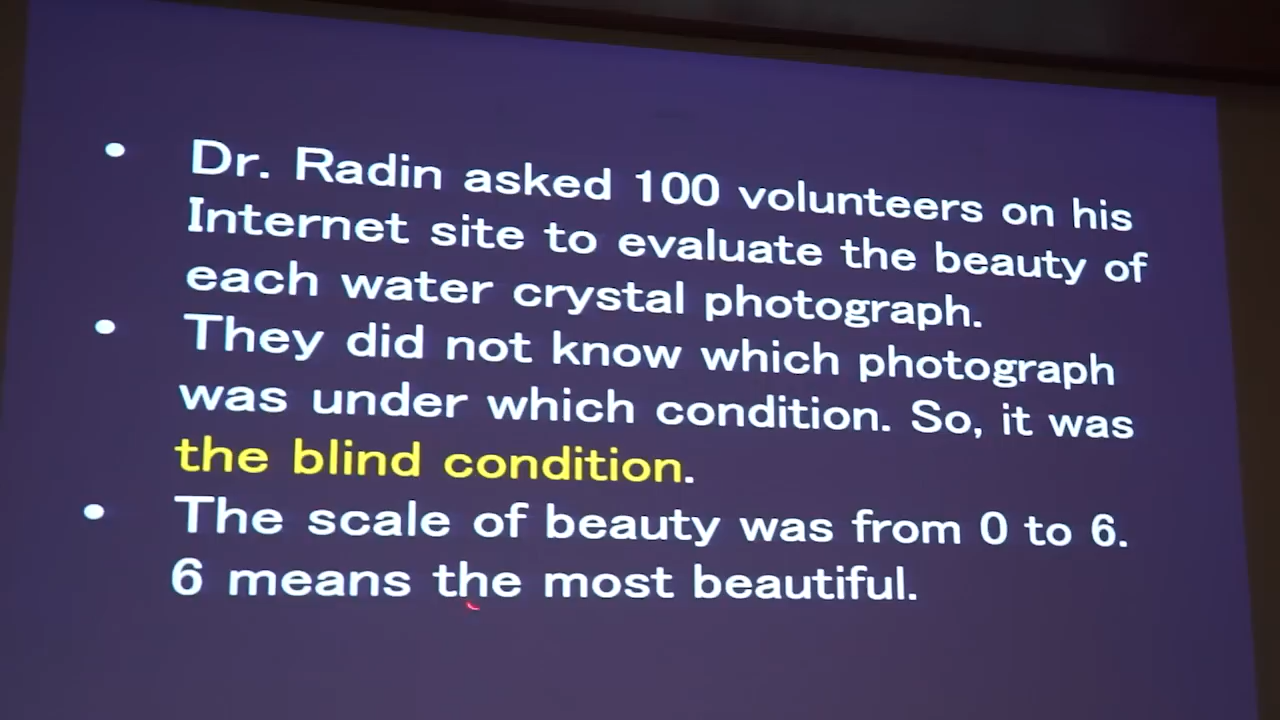 • Dr. Radin asked 100 volunteers on his
Internet site to evaluate the beauty of
each water crystal photograph.
• They did not know which photograph
was under which condition. So, it was
the blind condition.
• The scale of beauty was from 0 to 6.
6 means the most beautiful.